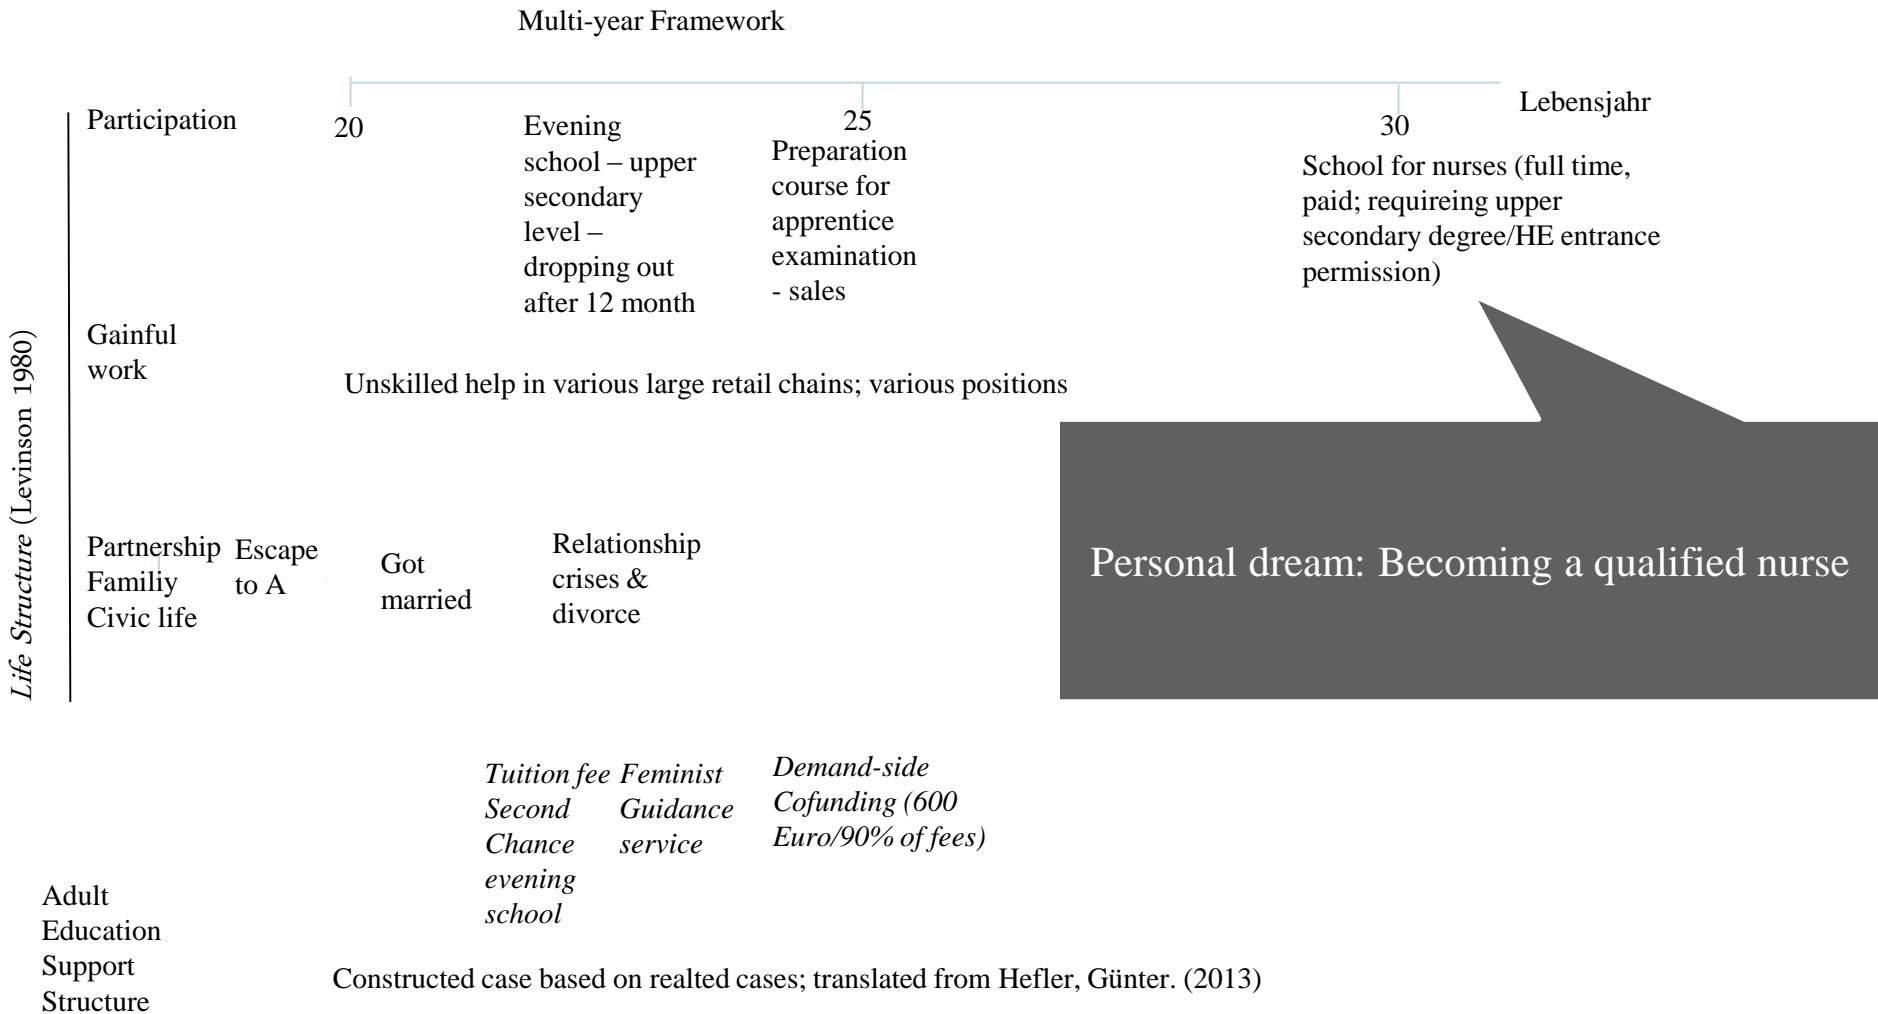 Multi-year Framework
Lebensjahr
Participation
20
25
30
Evening
school – upper
secondary
level –
dropping out
after 12 month
Preparation
course for
apprentice
examination
- sales
School for nurses (full time,
paid; requireing upper
secondary degree/HE entrance
permission)
Life Structure (Levinson 1980)
Gainful
work
Unskilled help in various large retail chains; various positions
Partnership
Familiy
Civic life
Escape
to A
Got
married
Relationship
crises &
divorce
Personal dream: Becoming a qualified nurse
Tuition fee
Second
Chance
evening
school
Feminist
Guidance
service
Demand-side
Cofunding (600
Euro/90% of fees)
Adult
Education
Support
Structure
Constructed case based on realted cases; translated from Hefler, Günter. (2013)